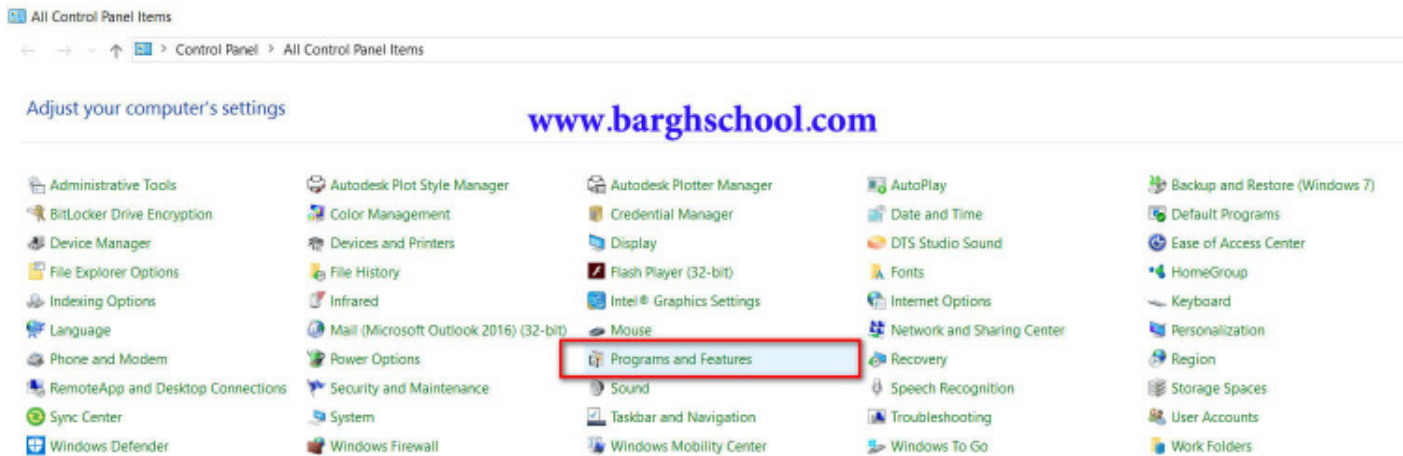 All Control Panel Items
Control Panel > All Control Panel Items
Adjust your computer's settings
www.barghschool.com
Administrative Tools Autodesk Plot Style Manager Autodesk Plotter Manager AutoPlay Backup and Restore (Windows 7)
BitLocker Drive Encryption Color Management Credential Manager Date and Time Default Programs
Device Manager Devices and Printers Display DTS Studio Sound Ease of Access Center
File Explorer Options File History Flash Player (32-bit) Fonts HomeGroup
Indexing Options Infrared Intel® Graphics Settings Internet Options Keyboard
Language Mail (Microsoft Outlook 2016) (32-bit) Mouse Network and Sharing Center Personalization
Phone and Modem Power Options Programs and Features Recovery Region
RemoteApp and Desktop Connections Security and Maintenance Sound Speech Recognition Storage Spaces
Sync Center System Taskbar and Navigation Troubleshooting User Accounts
Windows Defender Windows Firewall Windows Mobility Center Windows To Go Work Folders